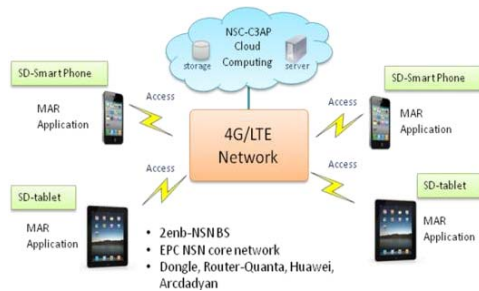 NSC-C3AP
Cloud
Computing
storage
server
SD-Smart Phone
MAR
Application
Access
4G/LTE
Network
Access
SD-Smart Phone
MAR
Application
SD-tablet
MAR
Application
Access
Access
SD-tablet
MAR
Application
• 2enb-NSN BS
• EPC NSN core network
• Dongle, Router-Quanta, Huawei,
Arcdadyan